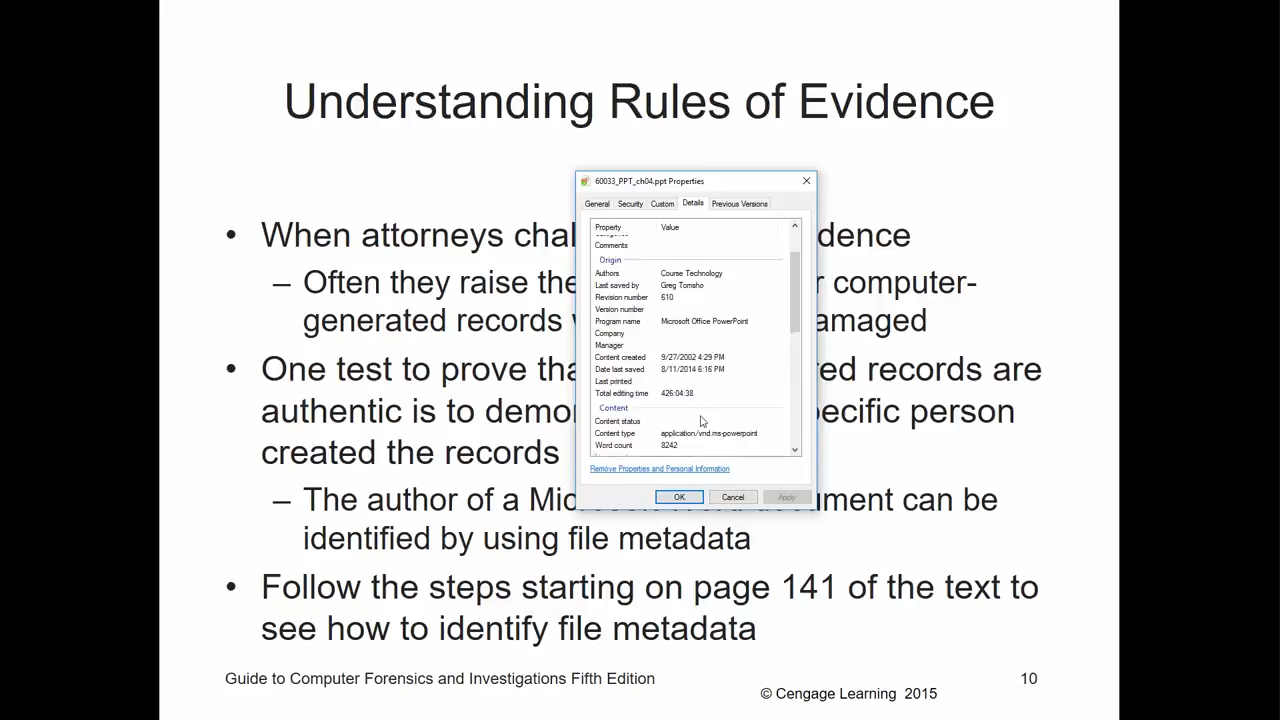 Understanding Rules of Evidence
60033_PPT_ch04.ppt Properties
General Security Custom Details Previous Versions
Property Value
Comments
Origin
Authors Course Technology
Last saved by Greg Tomsho
Revision number 610
Version number
Program name Microsoft Office PowerPoint
Company
Manager
Content created 9/27/2002 4:29 PM
Date last saved 8/11/2014 6:16 PM
Last printed
Total editing time 426:04:38
Content
Content status
Content type application/vnd.ms-powerpoint
Word count 8242
Remove Properties and Personal Information
OK Cancel Apply
• When attorneys chal dence
– Often they raise the r computer-
generated records amaged
• One test to prove tha ed records are
authentic is to demo ecific person
created the records
– The author of a Mi ument can be
identified by using file metadata
• Follow the steps starting on page 141 of the text to
see how to identify file metadata
Guide to Computer Forensics and Investigations Fifth Edition
10
© Cengage Learning 2015